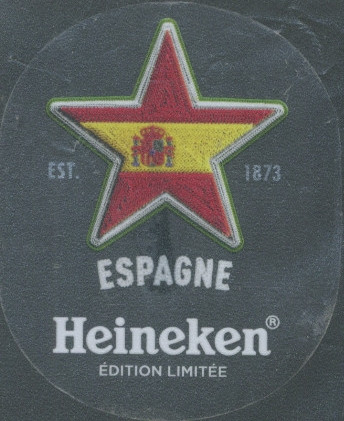 EST. 1873
ESPAGNE
Heineken®
ÉDITION LIMITÉE